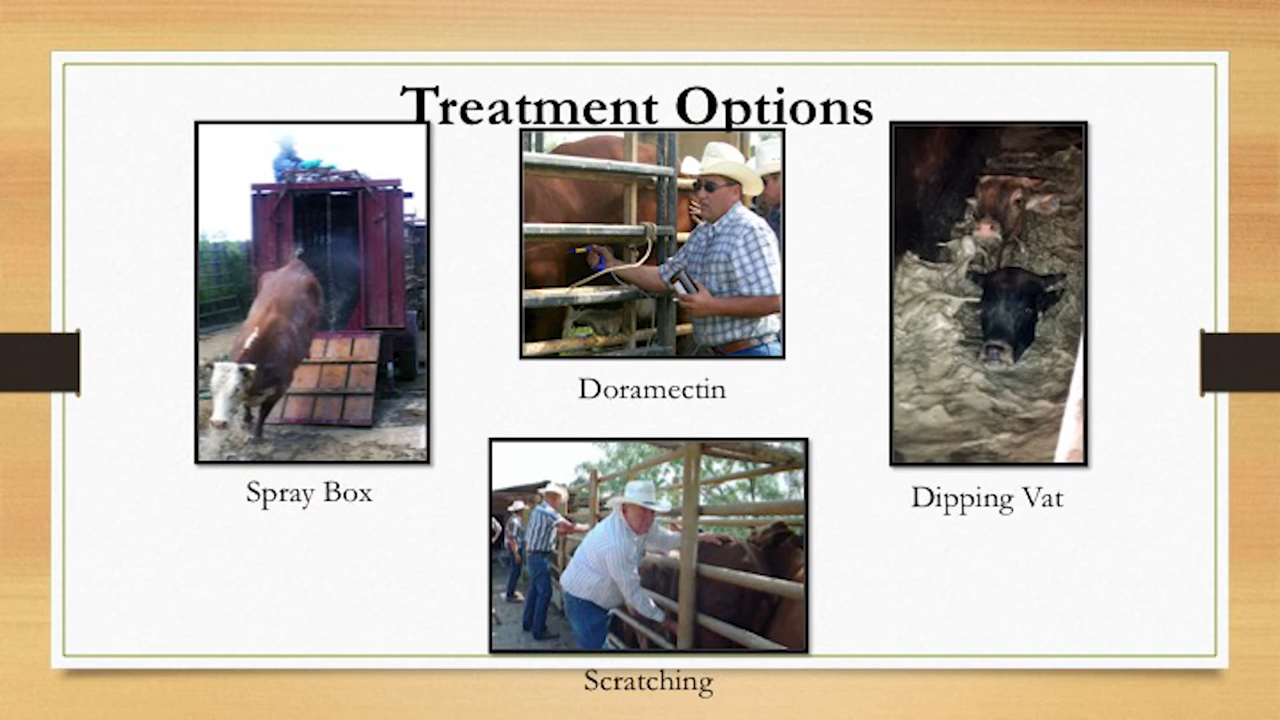 Treatment Options
Doramectin
Spray Box
Dipping Vat
Scratching